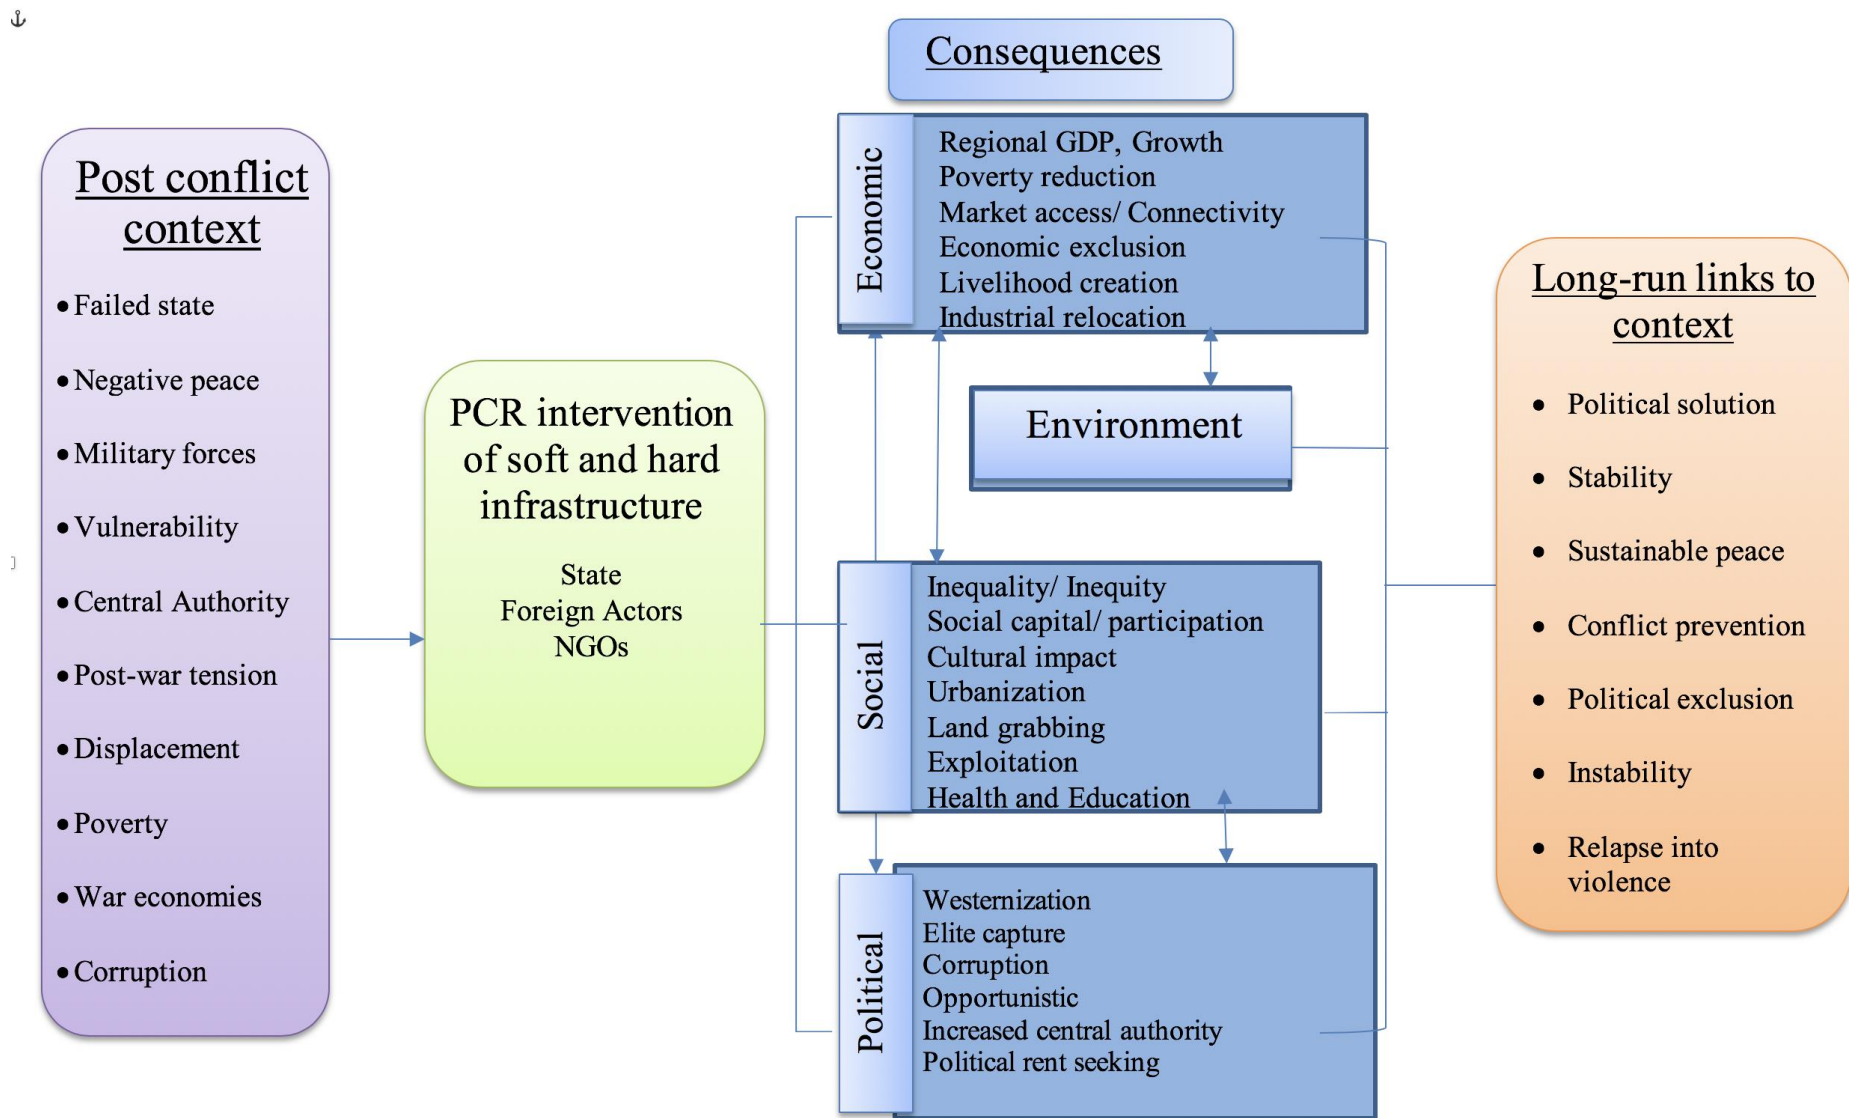 Post conflict
context
• Failed state
• Negative peace
• Military forces
• Vulnerability
• Central Authority
• Post-war tension
• Displacement
• Poverty
• War economies
• Corruption
PCR intervention
of soft and hard
infrastructure
State
Foreign Actors
NGOs
Consequences
Economic
Regional GDP, Growth
Poverty reduction
Market access/ Connectivity
Economic exclusion
Livelihood creation
Industrial relocation
Environment
Social
Inequality/ Inequity
Social capital/ participation
Cultural impact
Urbanization
Land grabbing
Exploitation
Health and Education
Political
Westernization
Elite capture
Corruption
Opportunistic
Increased central authority
Political rent seeking
Long-run links to
context
• Political solution
• Stability
• Sustainable peace
• Conflict prevention
• Political exclusion
• Instability
• Relapse into
violence